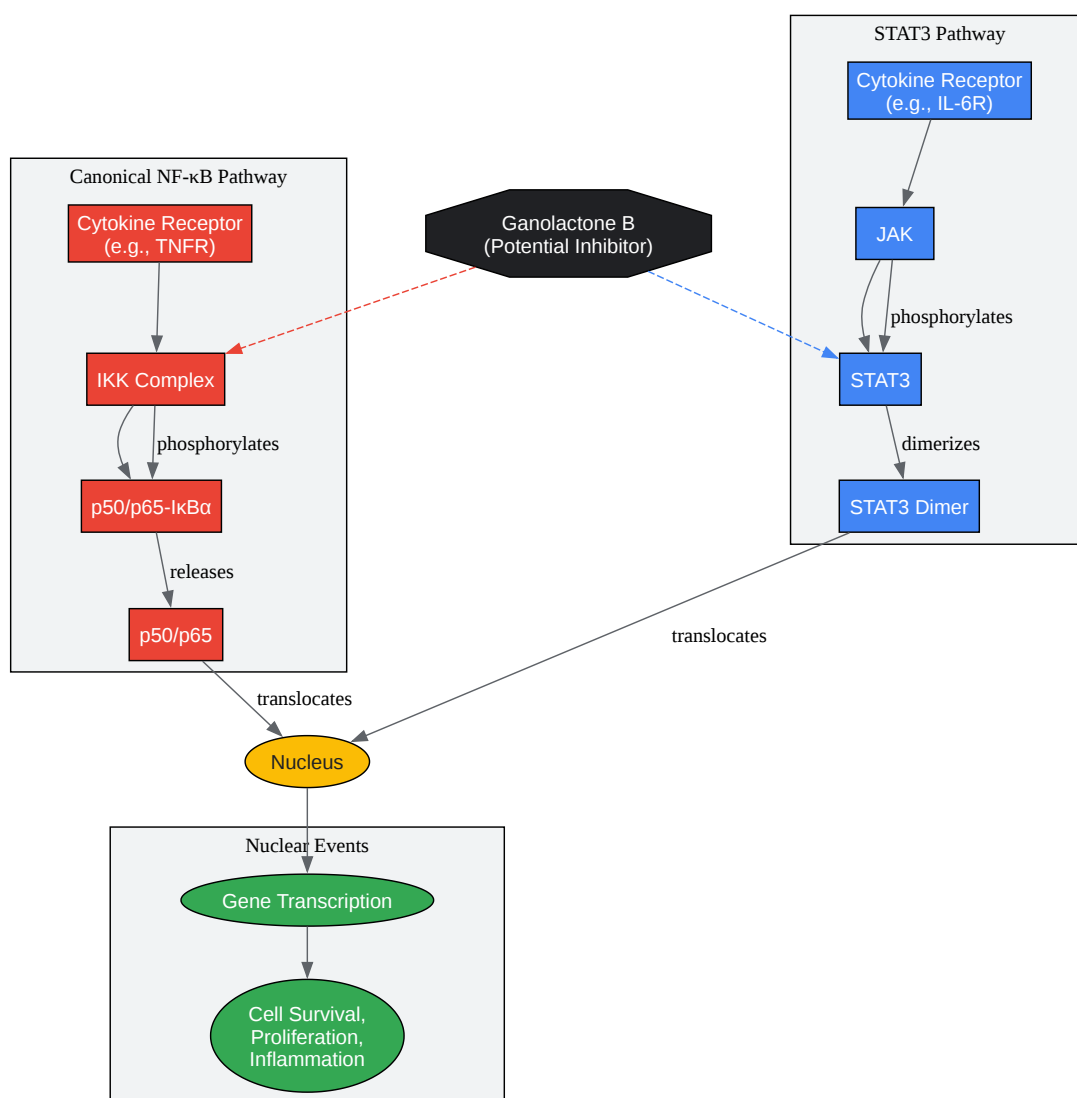 STAT3 Pathway
Cytokine Receptor
(e.g., IL-6R)
JAK
phosphorylates
STAT3
dimerizes
STAT3 Dimer
translocates
Canonical NF-κB Pathway
Cytokine Receptor
(e.g., TNFR)
IKK Complex
phosphorylates
p50/p65-IκBα
releases
p50/p65
translocates
Ganolactone B
(Potential Inhibitor)
Nucleus
Nuclear Events
Gene Transcription
Cell Survival,
Proliferation,
Inflammation